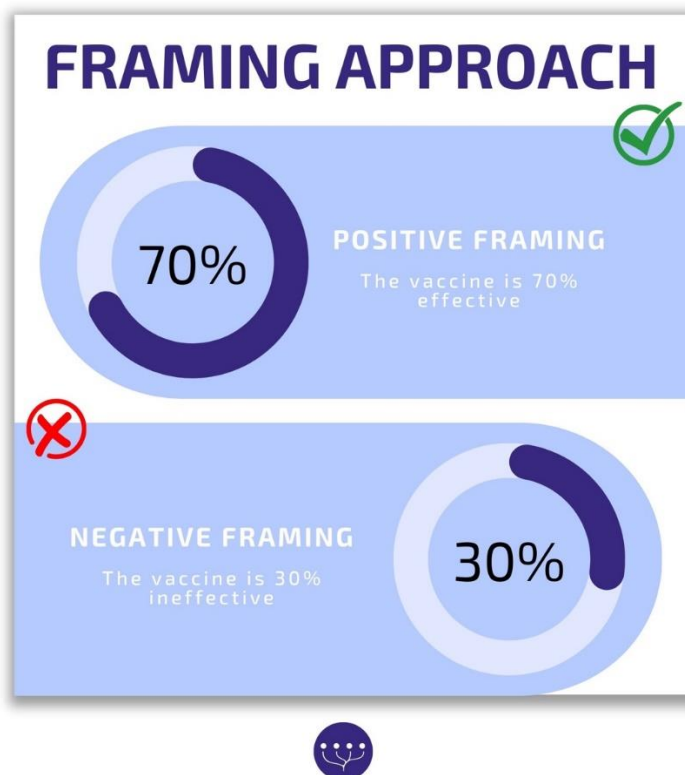 FRAMING APPROACH
70%
POSITIVE FRAMING
The vaccine is 70%
effective
NEGATIVE FRAMING
The vaccine is 30%
ineffective
30%